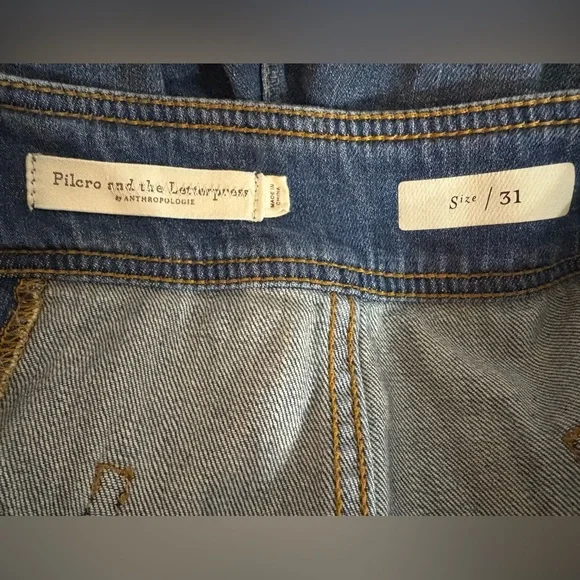 Pilcro and the Letterpress
by ANTHROPOLOGIE
MADE IN
CHINA
Size / 31